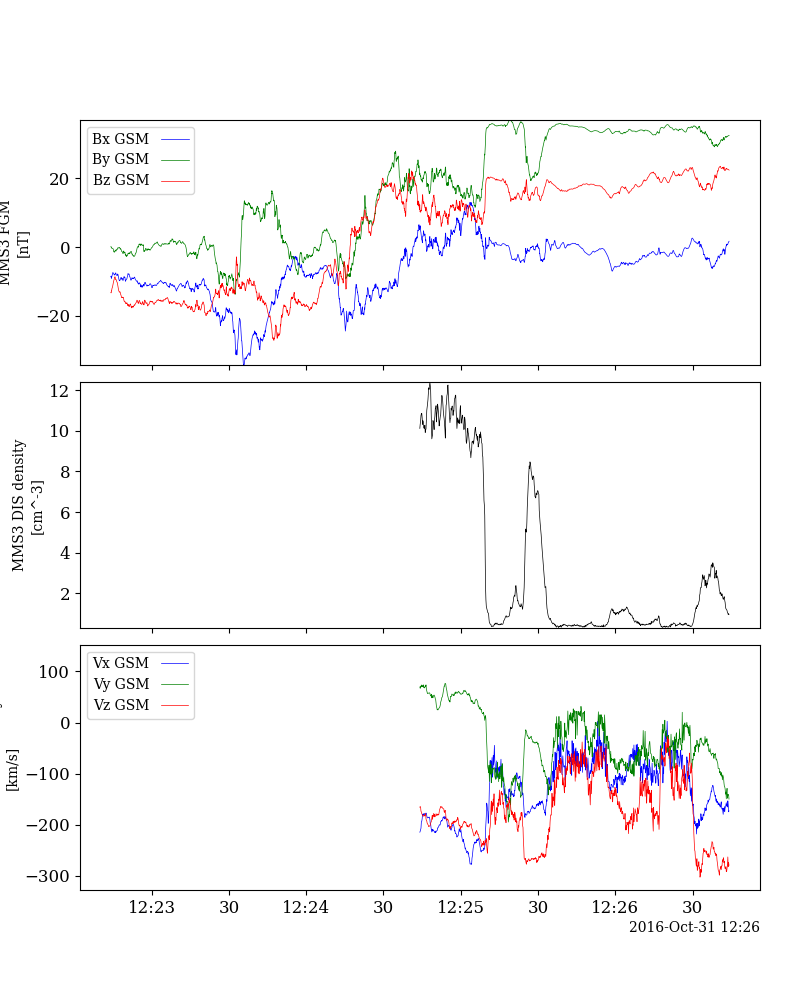 Bx GSM
By GSM
Bz GSM
MMS3 FGM
[nT]
20
0
−20
MMS3 DIS density
[cm^-3]
12
10
8
6
4
2
Vx GSM
Vy GSM
Vz GSM
[km/s]
100
0
−100
−200
−300
12:23 30 12:24 30 12:25 30 12:26 30
2016-Oct-31 12:26